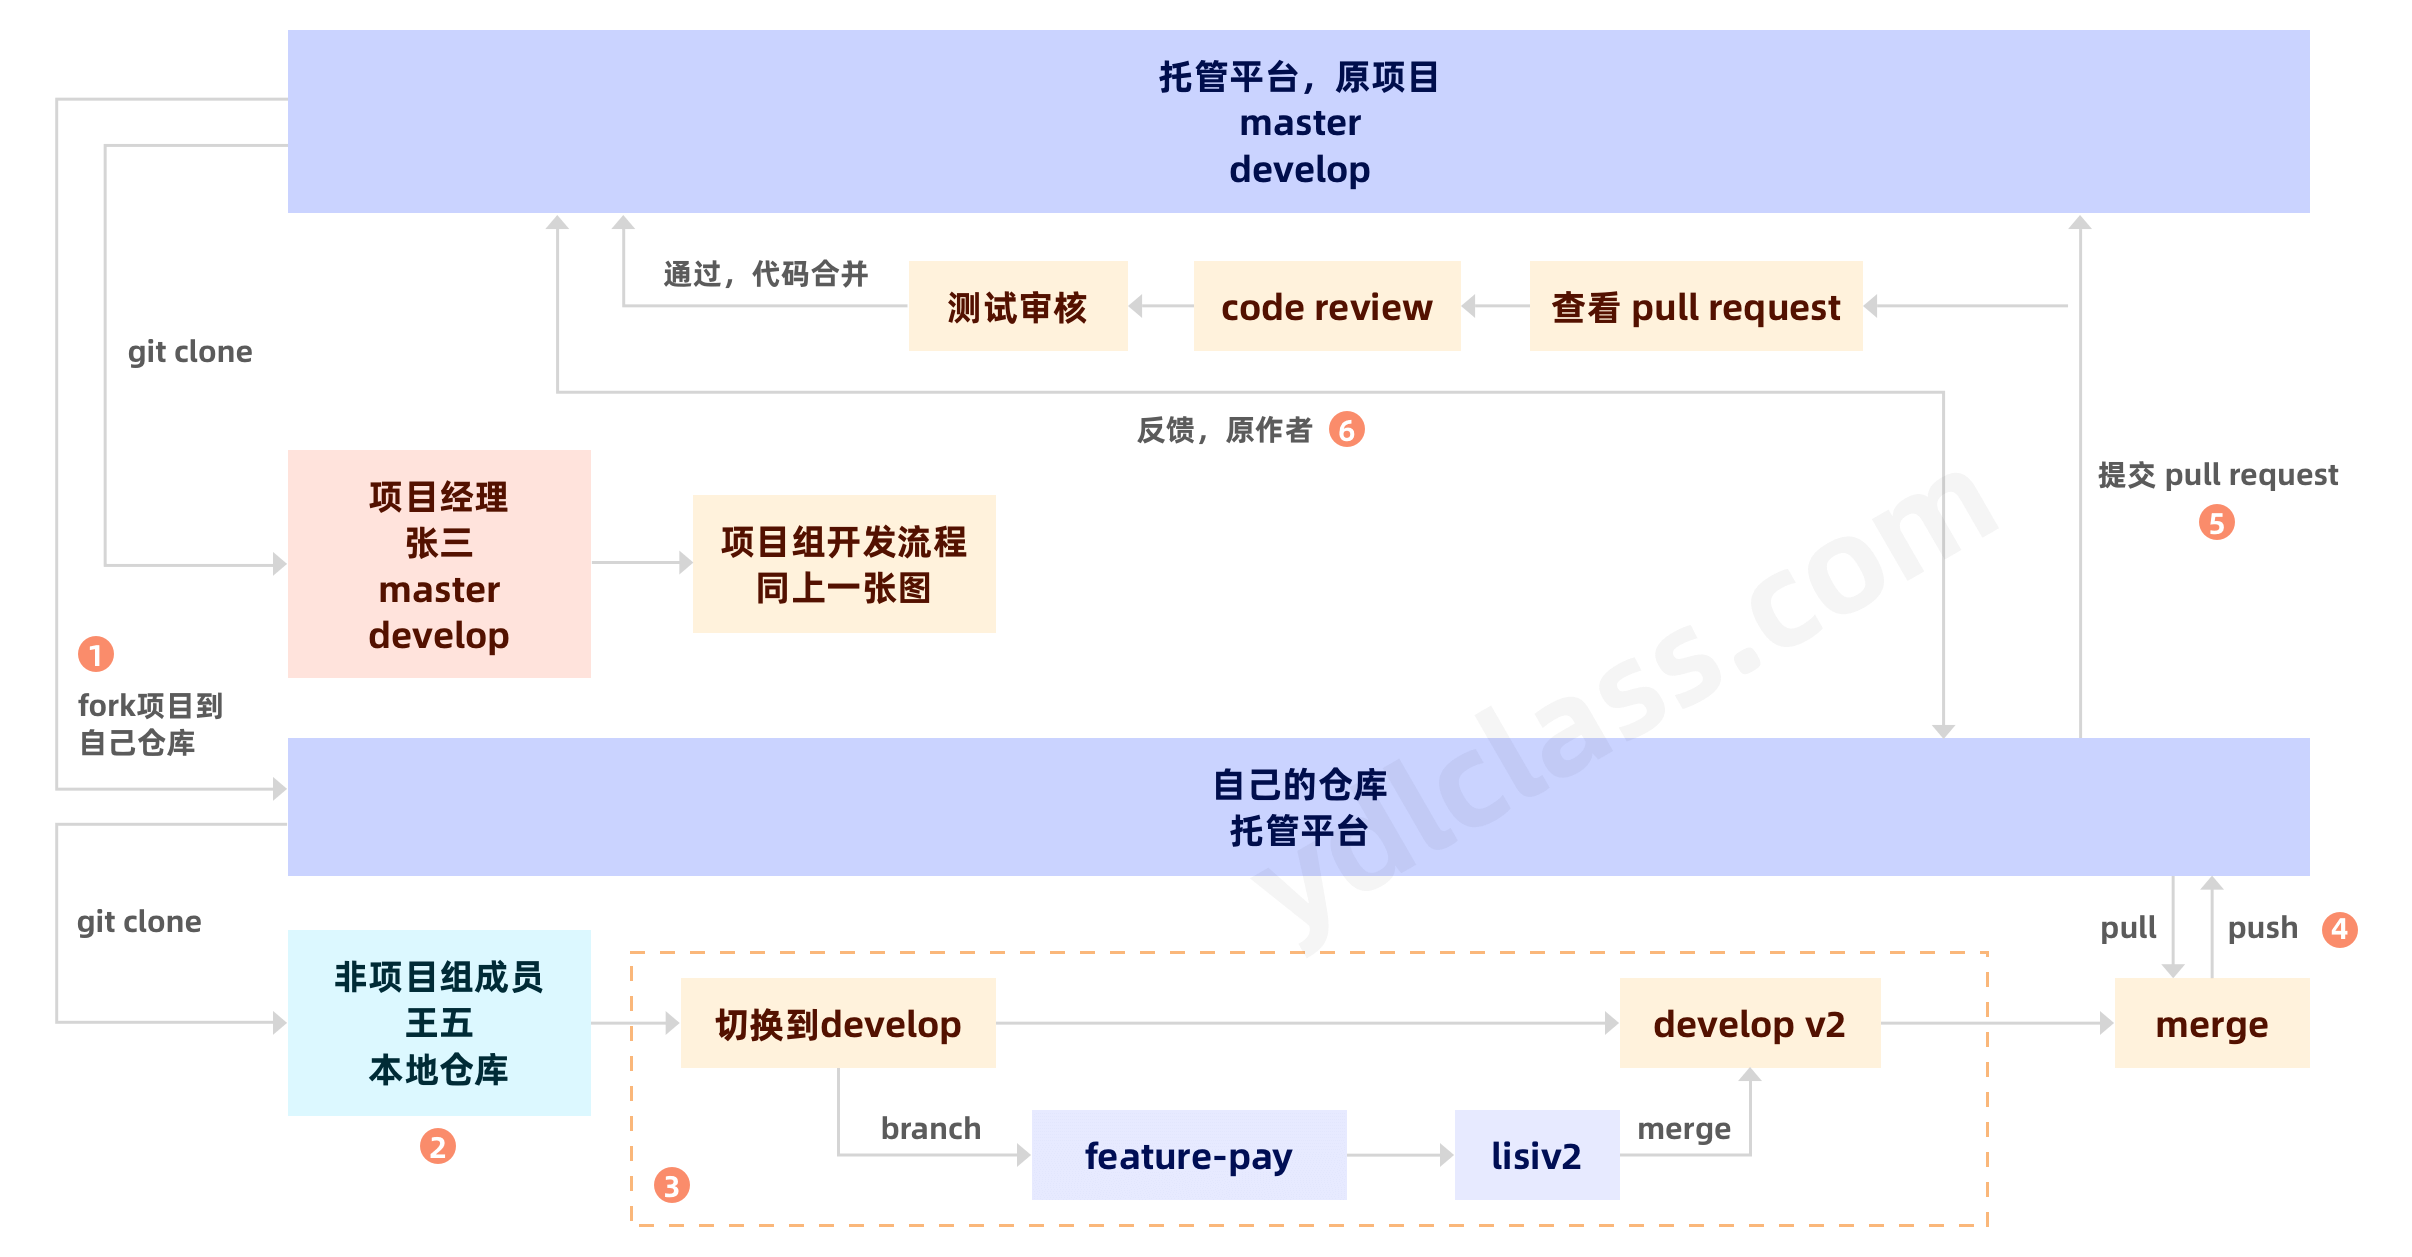 托管平台，原项目
master
develop
通过，代码合并
测试审核
code review
查看 pull request
git clone
反馈，原作者 6
提交 pull request
5
项目经理
张三
master
develop
项目组开发流程
同上一张图
1
fork项目到
自己仓库
自己的仓库
托管平台
ydlclass.com
git clone
pull
push 4
非项目组成员
王五
本地仓库
2
切换到develop
develop v2
merge
branch
feature-pay
lisiv2
merge
3